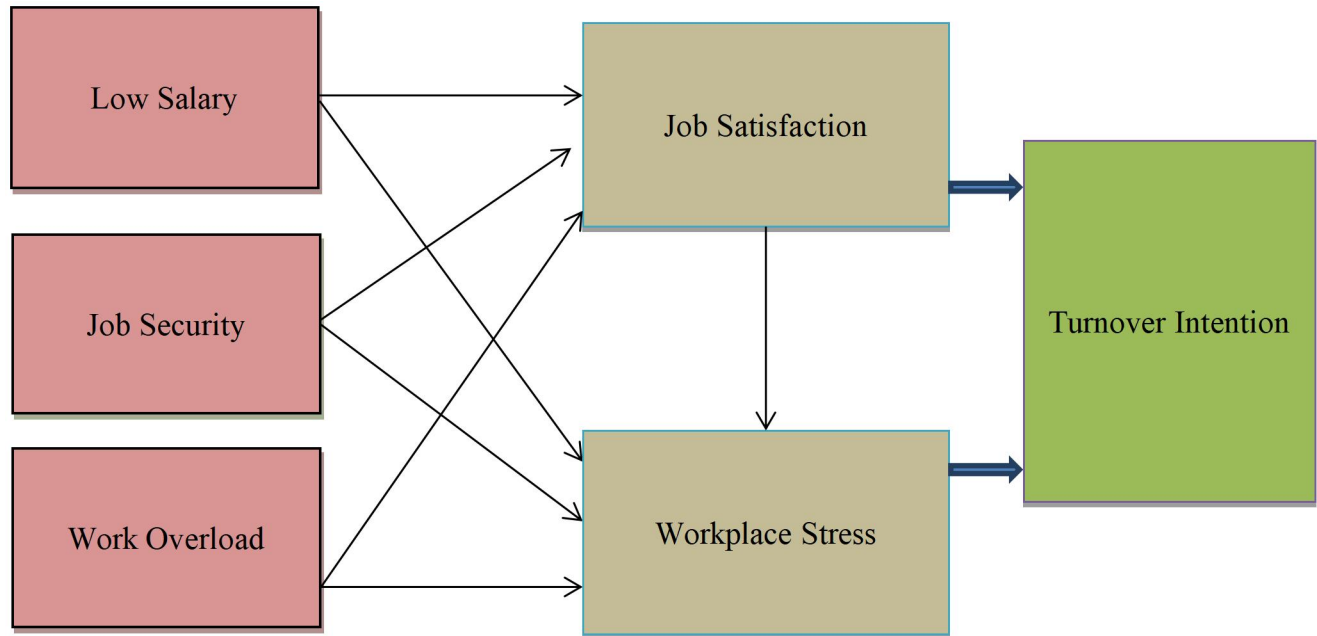 Low Salary
Job Satisfaction
Job Security
Turnover Intention
Work Overload
Workplace Stress